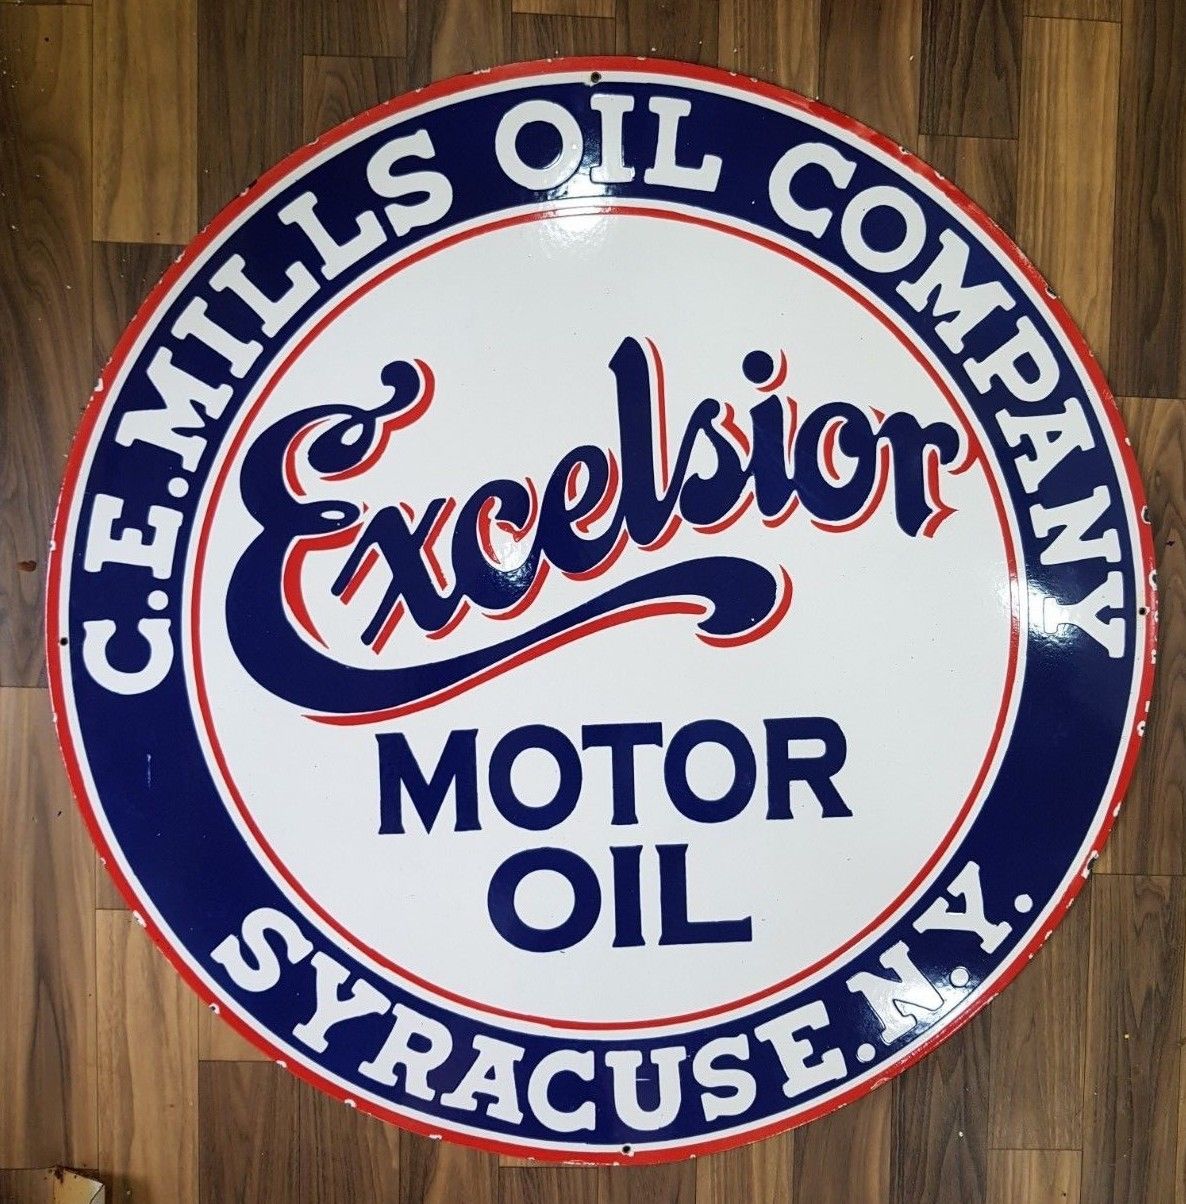 C.E.MILLS OIL COMPANY
Excelsior
MOTOR
OIL
SYRACUSE.N.Y.